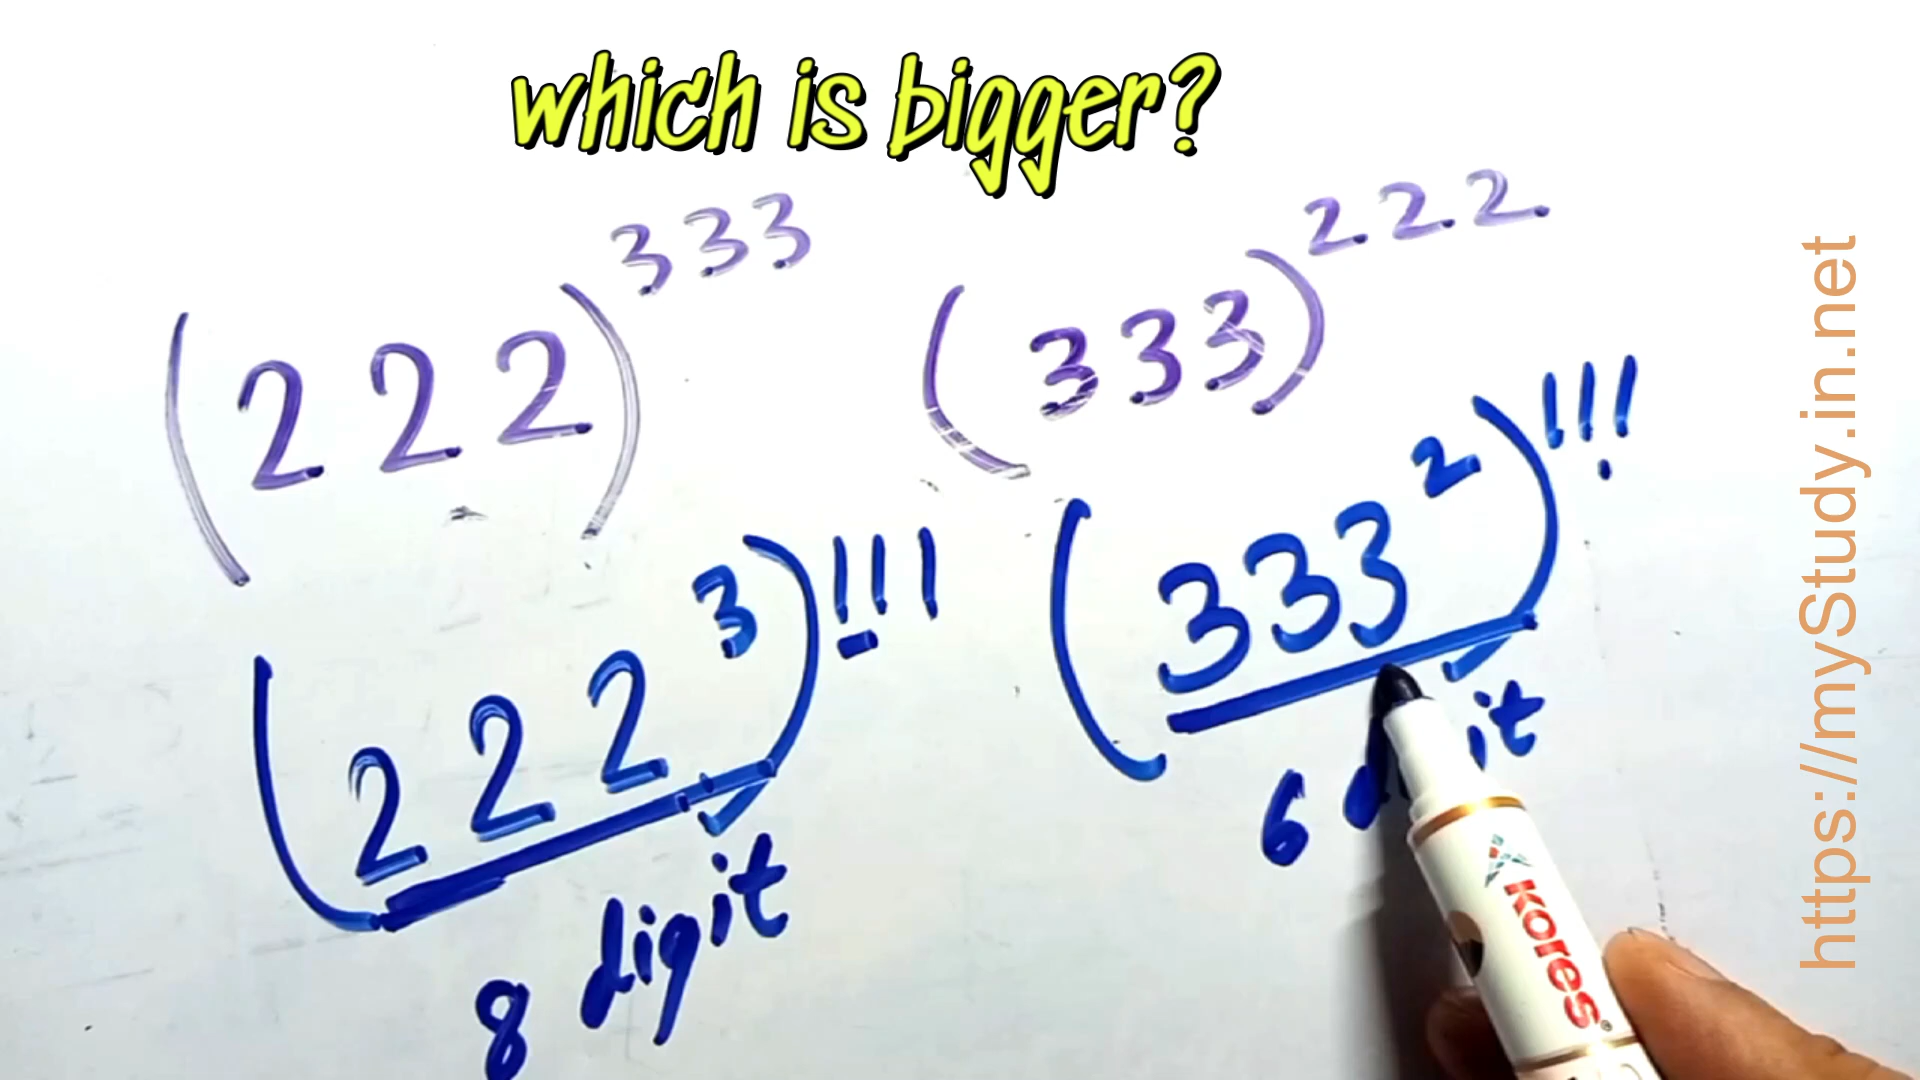 which is bigger?
(222)^333 (333)^222
(222^3)^111 (333^2)^111
8 digit
6 digit
Kores
https://myStudy.in.net